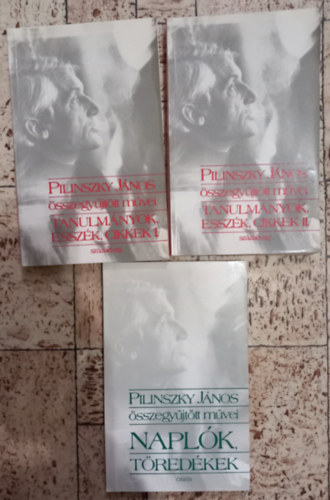 PILINSZKY JÁNOS
összegyűjtött művei
TANULMÁNYOK,
ESSZÉK, CIKKEK I.
PILINSZKY JÁNOS
összegyűjtött művei
TANULMÁNYOK,
ESSZÉK, CIKKEK II.
PILINSZKY JÁNOS
összegyűjtött művei
NAPLÓK,
TÖREDÉKEK